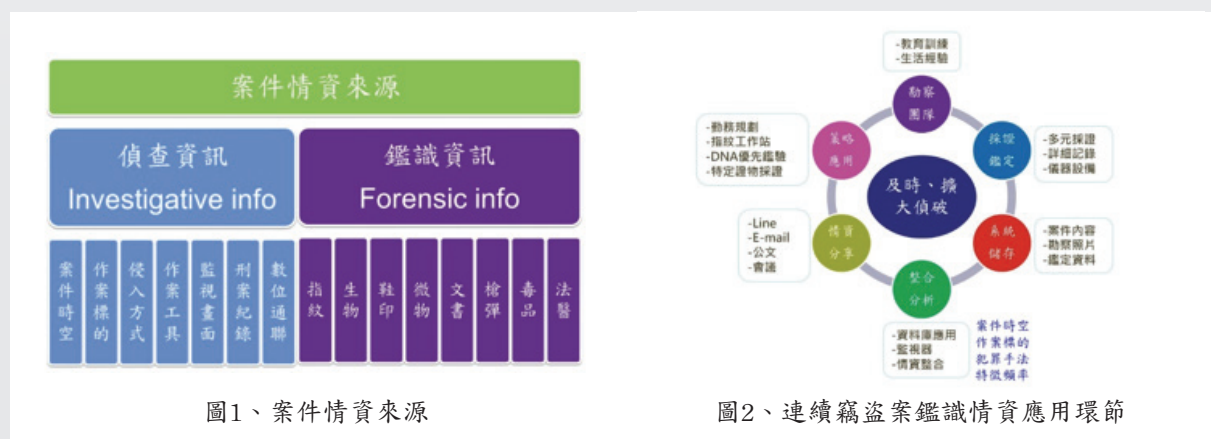 案件情資來源
偵查資訊
Investigative info
鑑識資訊
Forensic info
案件時空
作案標的
侵入方式
作案工具
監視畫面
刑案紀錄
數位通聯
指紋
生物
鞋印
微物
文書
槍彈
毒品
法醫
圖1、案件情資來源
-教育訓練
-生活經驗
勘察
團隊
採證
鑑定
-多元採證
-詳細記錄
-儀器設備
系統
儲存
-案件內容
-勘察照片
-鑑定資料
整合
分析
-資料庫應用
-監視器
-情資整合
案件時空
作案標的
犯罪手法
特徵頻率
情資
分享
-Line
-E-mail
-公文
-會議
策略
應用
-勤務規劃
-指紋工作站
-DNA優先鑑驗
-特定證物採證
及時、擴
大偵破
圖2、連續竊盜案鑑識情資應用環節